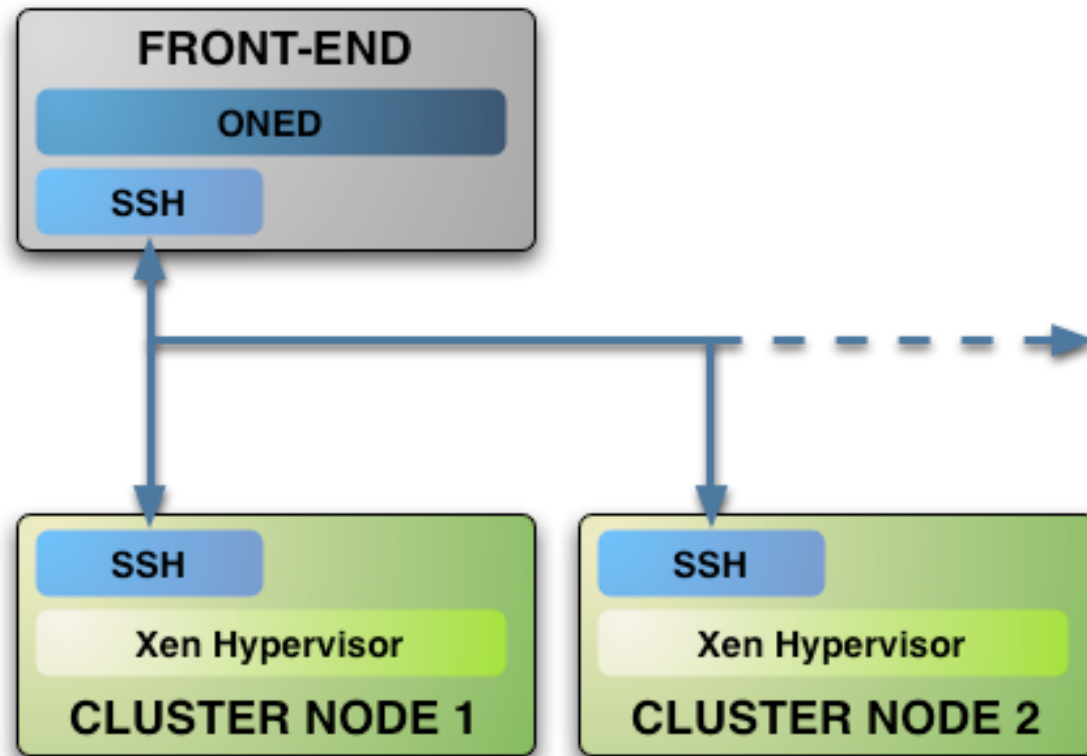 FRONT-END
ONED
SSH
SSH
Xen Hypervisor
CLUSTER NODE 1
SSH
Xen Hypervisor
CLUSTER NODE 2